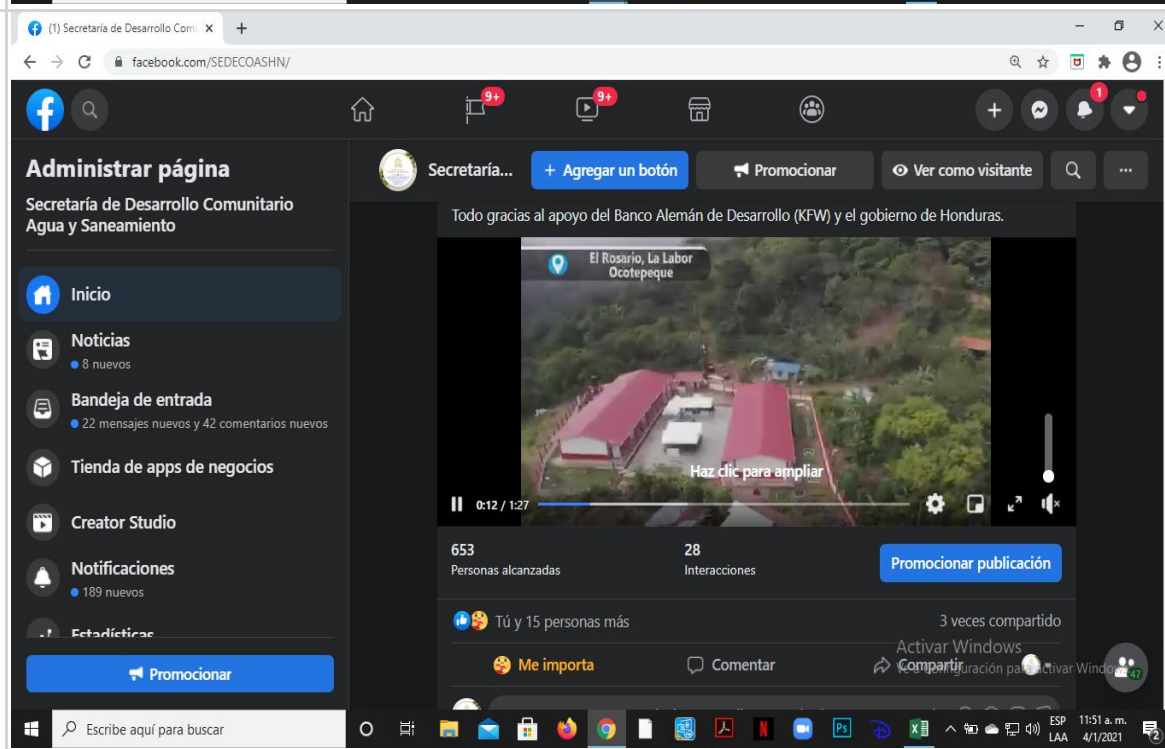 (1) Secretaría de Desarrollo Com
facebook.com/SEDECOASHN/
9+
9+
1
Administrar página
Secretaría de Desarrollo Comunitario
Agua y Saneamiento
Inicio
Noticias
8 nuevos
Bandeja de entrada
22 mensajes nuevos y 42 comentarios nuevos
Tienda de apps de negocios
Creator Studio
Notificaciones
189 nuevos
Estadísticas
Promocionar
Secretaría...
+ Agregar un botón
Promocionar
Ver como visitante
Todo gracias al apoyo del Banco Alemán de Desarrollo (KFW) y el gobierno de Honduras.
El Rosario, La Labor
Ocotepeque
Haz clic para ampliar
0:12 / 1:27
653
Personas alcanzadas
28
Interacciones
Promocionar publicación
Tú y 15 personas más
3 veces compartido
Me importa
Comentar
Compartir
Activar Windows
47
Escribe aquí para buscar
ESP
LAA
11:51 a. m.
4/1/2021
2